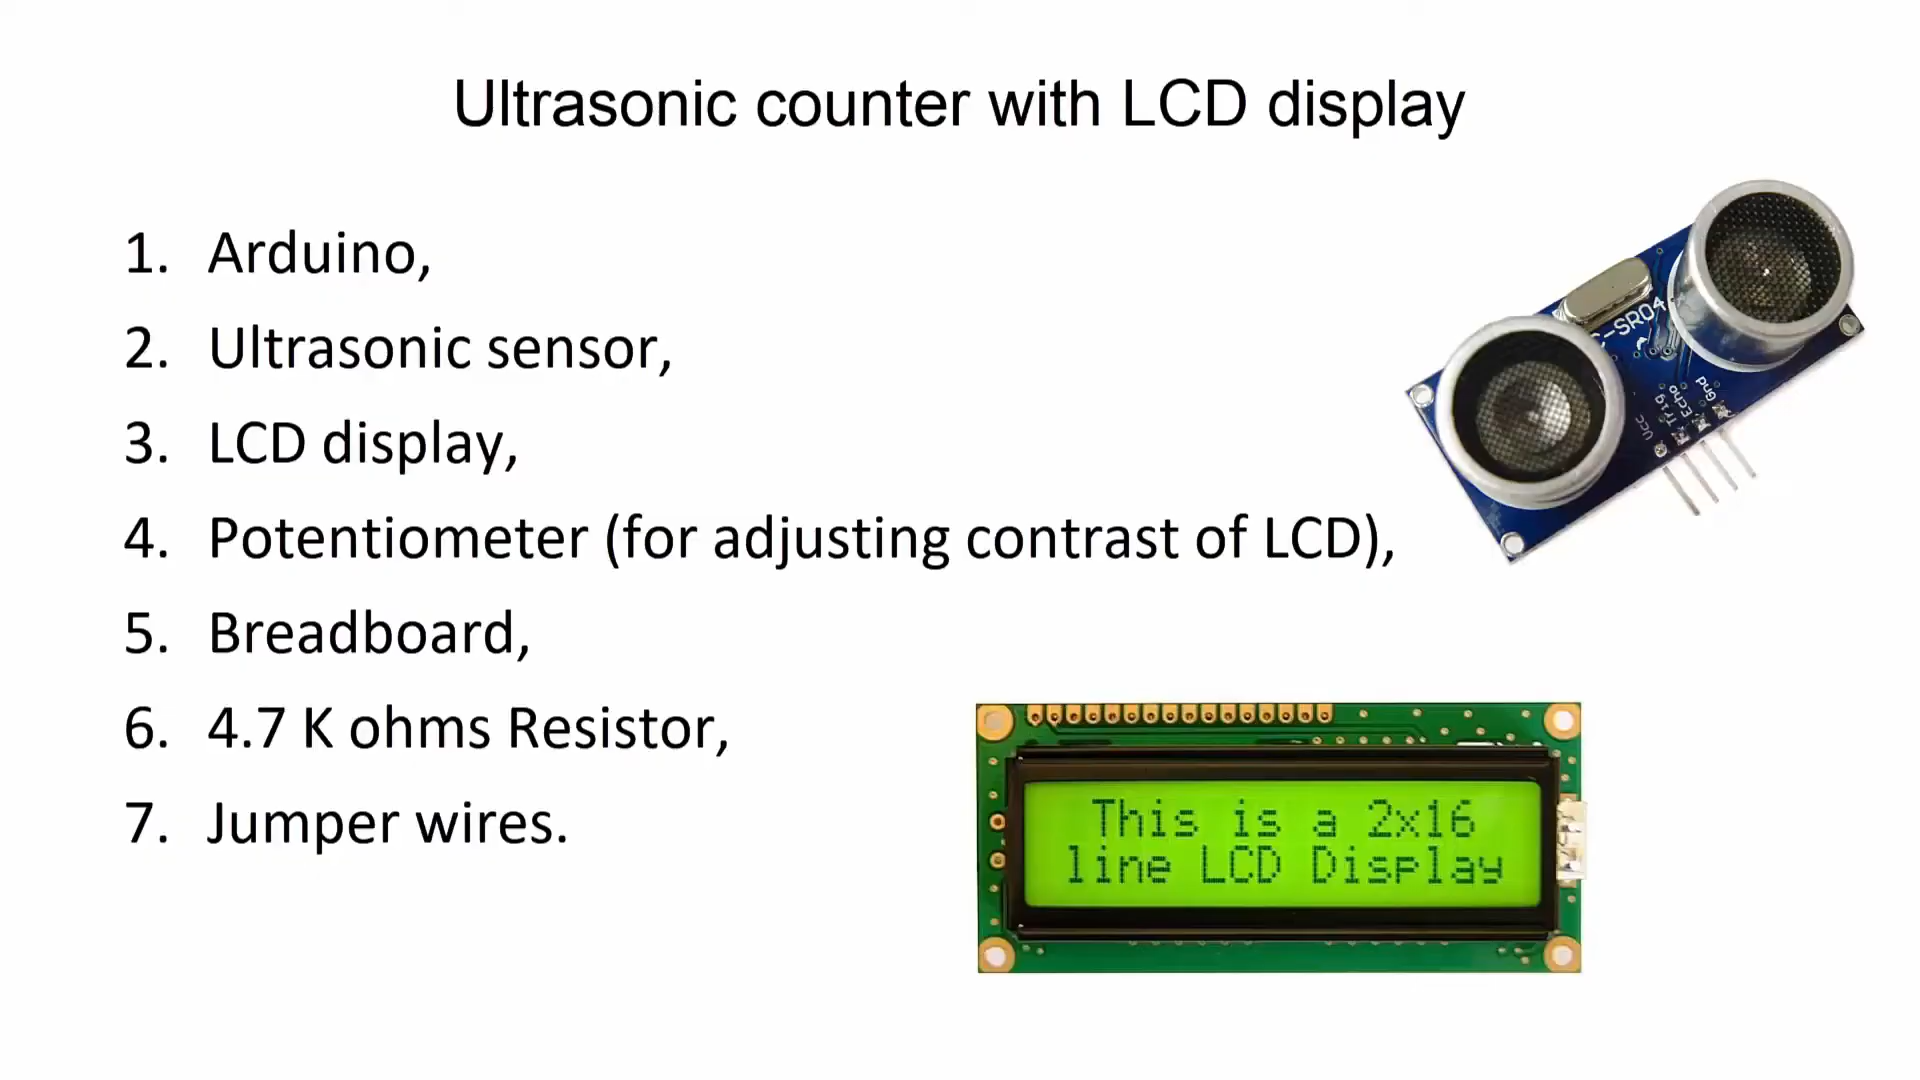 Ultrasonic counter with LCD display
1. Arduino,
2. Ultrasonic sensor,
3. LCD display,
4. Potentiometer (for adjusting contrast of LCD),
5. Breadboard,
6. 4.7 K ohms Resistor,
7. Jumper wires.
C-SR04
Vcc
Trig
Echo
Gnd
This is a 2x16
line LCD Display